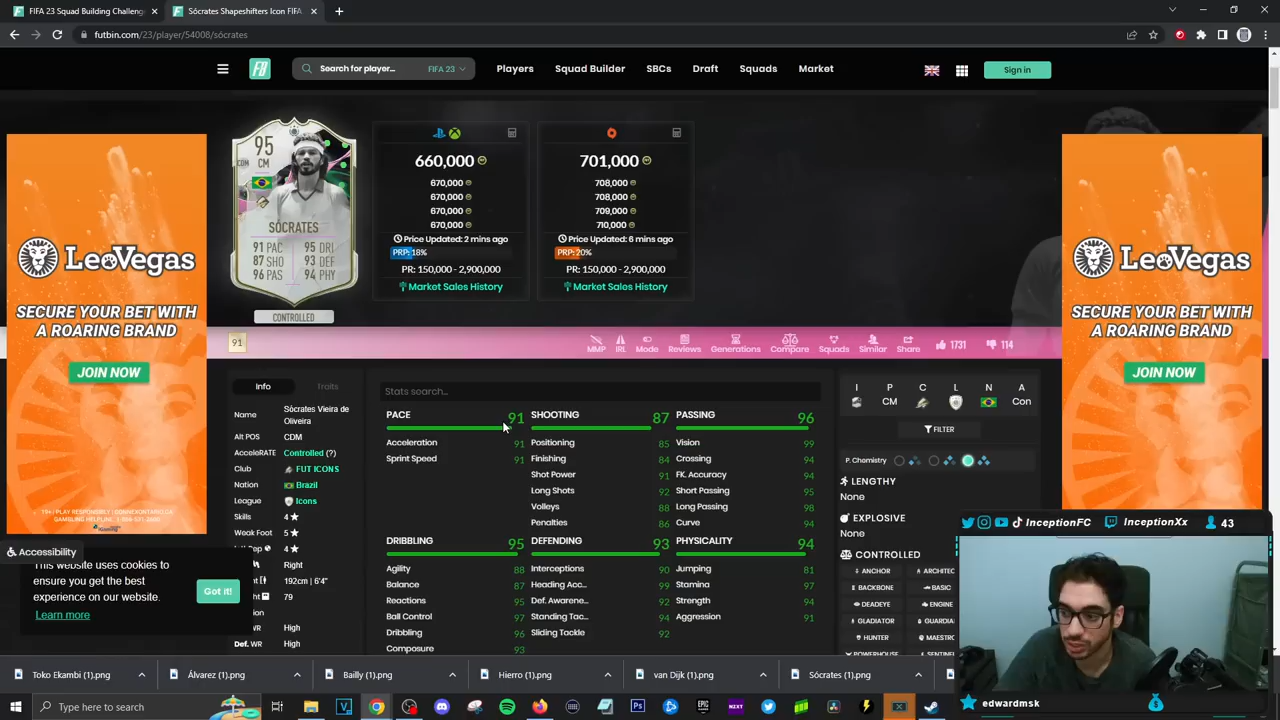 FIFA 23 Squad Building Challenge
Sócrates Shapeshifters Icon FIFA
futbin.com/23/player/54008/sócrates
Search for player...
FIFA 23
Players
Squad Builder
SBCs
Draft
Squads
Market
Sign in
95
CM
CDM
SÓCRATES
91 PAC 95 DRI
87 SHO 93 DEF
96 PAS 94 PHY
CONTROLLED
660,000
670,000
670,000
670,000
670,000
Price Updated: 2 mins ago
PRP: 18%
PR: 150,000 - 2,900,000
Market Sales History
701,000
708,000
708,000
709,000
710,000
Price Updated: 6 mins ago
PRP: 20%
PR: 150,000 - 2,900,000
Market Sales History
LeoVegas
SECURE YOUR BET WITH
A ROARING BRAND
JOIN NOW
LeoVegas
SECURE YOUR BET WITH
A ROARING BRAND
JOIN NOW
91
MMP
IRL
Mode
Reviews
Generations
Compare
Squads
Similar
Share
1731
114
Info
Traits
Name Sócrates Vieira de
Oliveira
Alt POS CDM
AcceleRATE Controlled (?)
Club FUT ICONS
Nation Brazil
League Icons
Skills 4
Weak Foot 5
4
Right
192cm | 6'4"
79
High
Def. WR High
Stats search...
PACE 91
Acceleration 91
Sprint Speed 91
SHOOTING 87
Positioning 85
Finishing 84
Shot Power 91
Long Shots 92
Volleys 88
Penalties 86
PASSING 96
Vision 99
Crossing 94
FK. Accuracy 94
Short Passing 95
Long Passing 98
Curve 94
DRIBBLING 95
Agility 88
Balance 87
Reactions 95
Ball Control 97
Dribbling 96
Composure 93
DEFENDING 93
Interceptions 90
Heading Acc... 99
Def. Awarene... 92
Standing Tac... 94
Sliding Tackle 92
PHYSICALITY 94
Jumping 81
Stamina 97
Strength 94
Aggression 91
I P C L N A
CM
Con
FILTER
P. Chemistry
LENGTHY
None
EXPLOSIVE
None
CONTROLLED
ANCHOR
ARCHITEC
BACKBONE
BASIC
DEADEYE
ENGINE
GLADIATOR
GUARDIA
HUNTER
MAESTRO
Accessibility
This website uses cookies to
ensure you get the best
experience on our website.
Learn more
Got it!
InceptionFC
InceptionXx
43
edwardmsk
Toko Ekambi (1).png
Álvarez (1).png
Bailly (1).png
Hierro (1).png
van Dijk (1).png
Sócrates (1).png
Type here to search